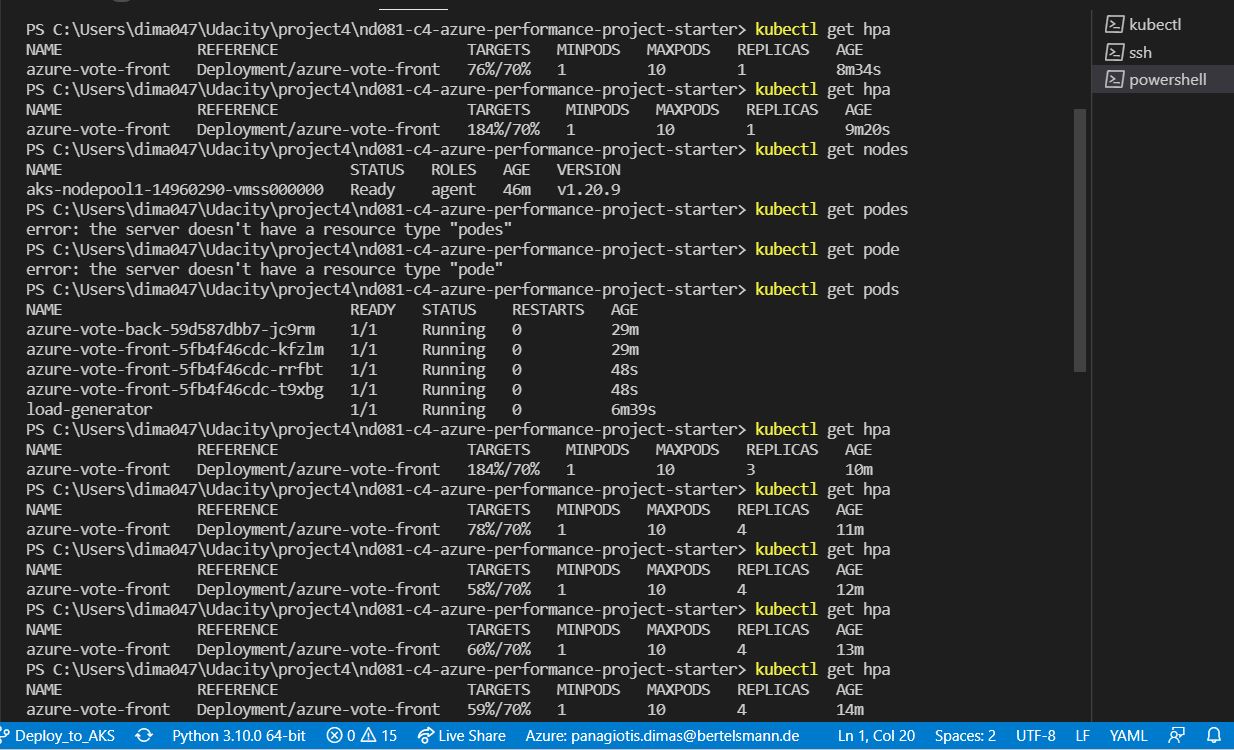 PS C:\Users\dima047\Udacity\project4\nd081-c4-azure-performance-project-starter> kubectl get hpa
NAME REFERENCE TARGETS MINPODS MAXPODS REPLICAS AGE
azure-vote-front Deployment/azure-vote-front 76%/70% 1 10 1 8m34s
PS C:\Users\dima047\Udacity\project4\nd081-c4-azure-performance-project-starter> kubectl get hpa
NAME REFERENCE TARGETS MINPODS MAXPODS REPLICAS AGE
azure-vote-front Deployment/azure-vote-front 184%/70% 1 10 1 9m20s
PS C:\Users\dima047\Udacity\project4\nd081-c4-azure-performance-project-starter> kubectl get nodes
NAME STATUS ROLES AGE VERSION
aks-nodepool1-14960290-vmss000000 Ready agent 46m v1.20.9
PS C:\Users\dima047\Udacity\project4\nd081-c4-azure-performance-project-starter> kubectl get podes
error: the server doesn't have a resource type "podes"
PS C:\Users\dima047\Udacity\project4\nd081-c4-azure-performance-project-starter> kubectl get pode
error: the server doesn't have a resource type "pode"
PS C:\Users\dima047\Udacity\project4\nd081-c4-azure-performance-project-starter> kubectl get pods
NAME READY STATUS RESTARTS AGE
azure-vote-back-59d587dbb7-jc9rm 1/1 Running 0 29m
azure-vote-front-5fb4f46cdc-kfzlm 1/1 Running 0 29m
azure-vote-front-5fb4f46cdc-rrfbt 1/1 Running 0 48s
azure-vote-front-5fb4f46cdc-t9xbg 1/1 Running 0 48s
load-generator 1/1 Running 0 6m39s
PS C:\Users\dima047\Udacity\project4\nd081-c4-azure-performance-project-starter> kubectl get hpa
NAME REFERENCE TARGETS MINPODS MAXPODS REPLICAS AGE
azure-vote-front Deployment/azure-vote-front 184%/70% 1 10 3 10m
PS C:\Users\dima047\Udacity\project4\nd081-c4-azure-performance-project-starter> kubectl get hpa
NAME REFERENCE TARGETS MINPODS MAXPODS REPLICAS AGE
azure-vote-front Deployment/azure-vote-front 78%/70% 1 10 4 11m
PS C:\Users\dima047\Udacity\project4\nd081-c4-azure-performance-project-starter> kubectl get hpa
NAME REFERENCE TARGETS MINPODS MAXPODS REPLICAS AGE
azure-vote-front Deployment/azure-vote-front 58%/70% 1 10 4 12m
PS C:\Users\dima047\Udacity\project4\nd081-c4-azure-performance-project-starter> kubectl get hpa
NAME REFERENCE TARGETS MINPODS MAXPODS REPLICAS AGE
azure-vote-front Deployment/azure-vote-front 60%/70% 1 10 4 13m
PS C:\Users\dima047\Udacity\project4\nd081-c4-azure-performance-project-starter> kubectl get hpa
NAME REFERENCE TARGETS MINPODS MAXPODS REPLICAS AGE
azure-vote-front Deployment/azure-vote-front 59%/70% 1 10 4 14m
kubectl
ssh
powershell
Deploy_to_AKS Python 3.10.0 64-bit 0 15 Live Share Azure: panagiotis.dimas@bertelsmann.de Ln 1, Col 20 Spaces: 2 UTF-8 LF YAML